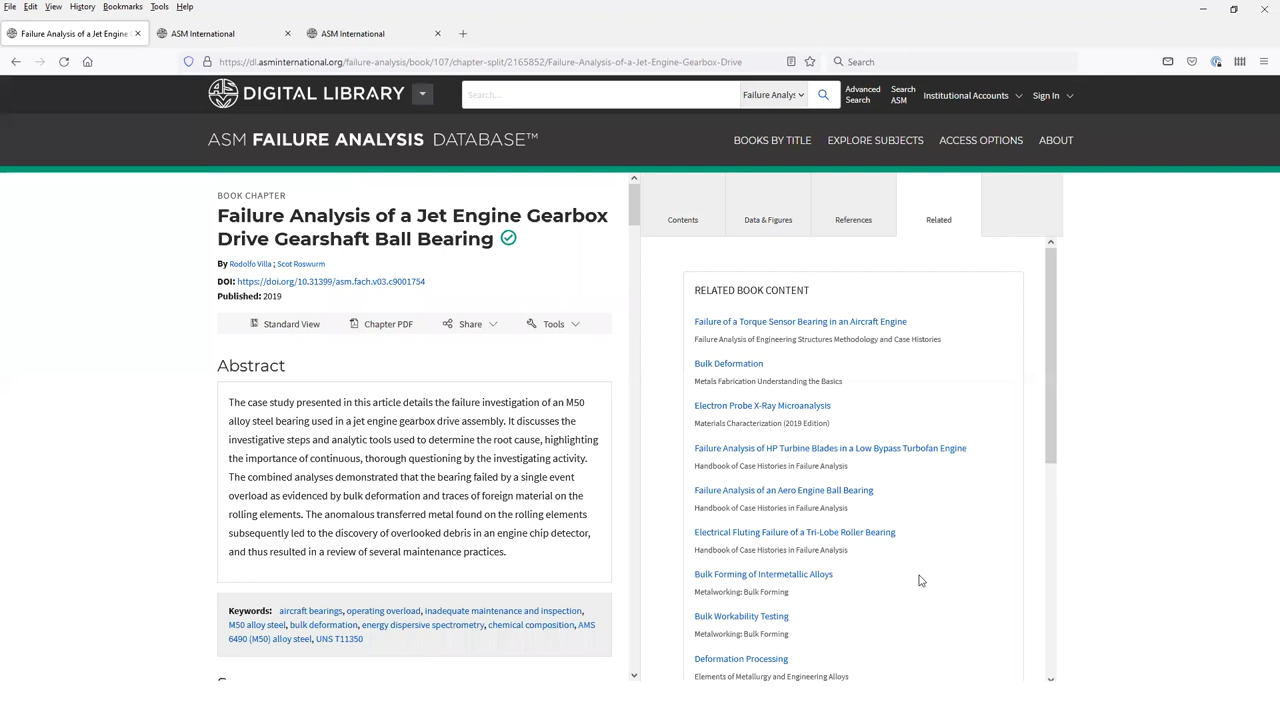 File Edit View History Bookmarks Tools Help
Failure Analysis of a Jet Engine G
ASM International
ASM International
https://dl.asminternational.org/failure-analysis/book/107/chapter-split/2165852/Failure-Analysis-of-a-Jet-Engine-Gearbox-Drive
Search
DIGITAL LIBRARY
Search...
Failure Analys
Advanced Search
Search ASM
Institutional Accounts
Sign In
ASM FAILURE ANALYSIS DATABASE™
BOOKS BY TITLE EXPLORE SUBJECTS ACCESS OPTIONS ABOUT
BOOK CHAPTER
Failure Analysis of a Jet Engine Gearbox
Drive Gearshaft Ball Bearing
By Rodolfo Villa ; Scot Roswurm
DOI: https://doi.org/10.31399/asm.fach.v03.c9001754
Published: 2019
Standard View Chapter PDF Share Tools
Abstract
The case study presented in this article details the failure investigation of an M50
alloy steel bearing used in a jet engine gearbox drive assembly. It discusses the
investigative steps and analytic tools used to determine the root cause, highlighting
the importance of continuous, thorough questioning by the investigating activity.
The combined analyses demonstrated that the bearing failed by a single event
overload as evidenced by bulk deformation and traces of foreign material on the
rolling elements. The anomalous transferred metal found on the rolling elements
subsequently led to the discovery of overlooked debris in an engine chip detector,
and thus resulted in a review of several maintenance practices.
Keywords: aircraft bearings, operating overload, inadequate maintenance and inspection,
M50 alloy steel, bulk deformation, energy dispersive spectrometry, chemical composition, AMS
6490 (M50) alloy steel, UNS T11350
Contents Data & Figures References Related
RELATED BOOK CONTENT
Failure of a Torque Sensor Bearing in an Aircraft Engine
Failure Analysis of Engineering Structures Methodology and Case Histories
Bulk Deformation
Metals Fabrication Understanding the Basics
Electron Probe X-Ray Microanalysis
Materials Characterization (2019 Edition)
Failure Analysis of HP Turbine Blades in a Low Bypass Turbofan Engine
Handbook of Case Histories in Failure Analysis
Failure Analysis of an Aero Engine Ball Bearing
Handbook of Case Histories in Failure Analysis
Electrical Fluting Failure of a Tri-Lobe Roller Bearing
Handbook of Case Histories in Failure Analysis
Bulk Forming of Intermetallic Alloys
Metalworking: Bulk Forming
Bulk Workability Testing
Metalworking: Bulk Forming
Deformation Processing
Elements of Metallurgy and Engineering Alloys